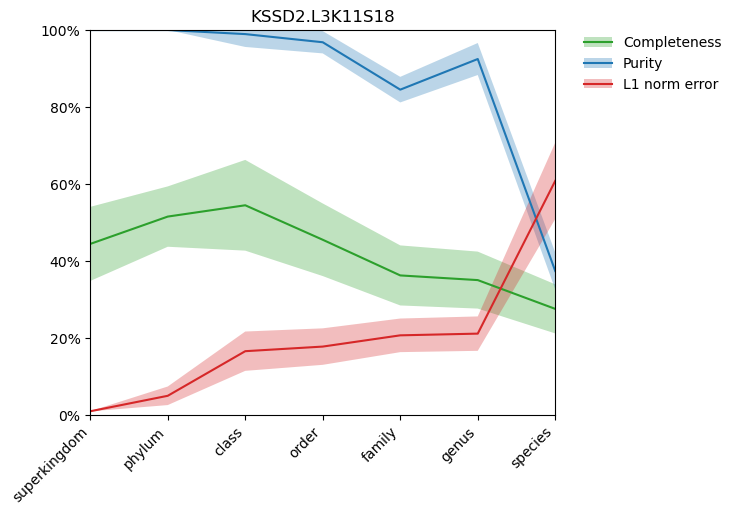 KSSD2.L3K11S18
100%
80%
60%
40%
20%
0%
superkingdom
phylum
class
order
family
genus
species
Completeness
Purity
L1 norm error